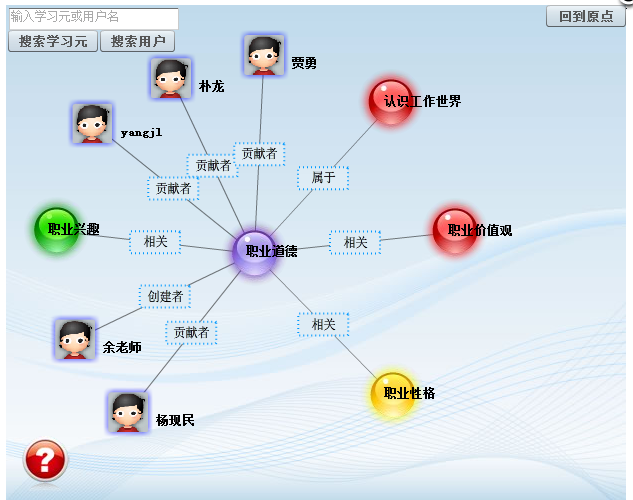 输入学习元或用户名
回到原点
搜索学习元
搜索用户
贾勇
朴龙
认识工作世界
yangjl
贡献者
贡献者
属于
贡献者
职业兴趣
职业价值观
相关
相关
职业道德
创建者
相关
贡献者
余老师
职业性格
杨现民
?